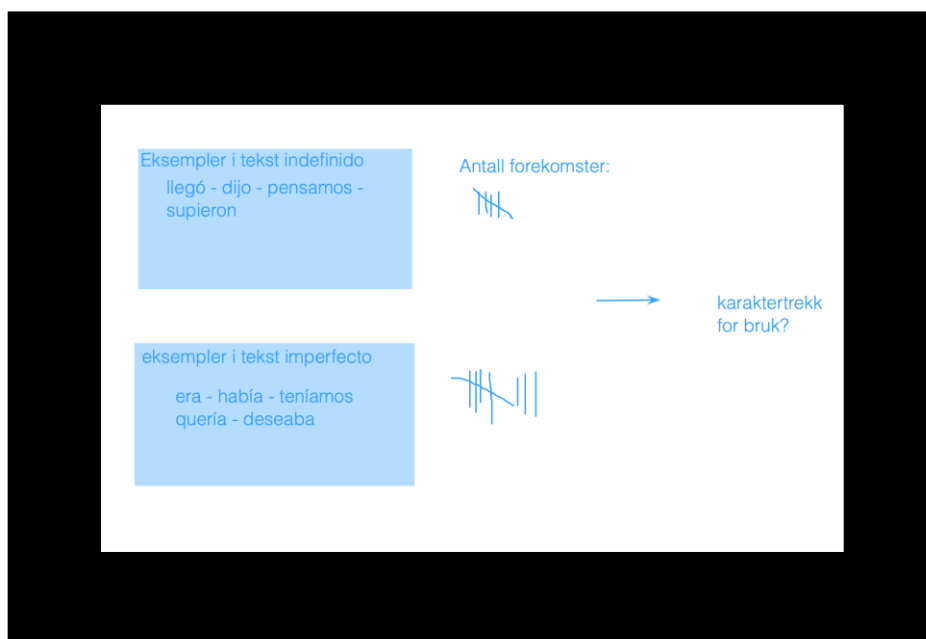 Eksempler i tekst indefinido
llegó - dijo - pensamos -
supieron
Antall forekomster:
karaktertrekk
for bruk?
eksempler i tekst imperfecto
era - había - teníamos
quería - deseaba